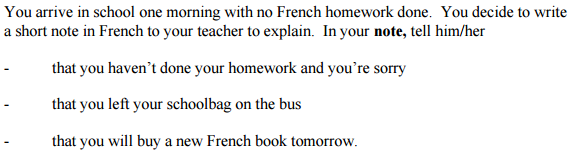 You arrive in school one morning with no French homework done.  You decide to write
a short note in French to your teacher to explain.  In your note, tell him/her
- that you haven’t done your homework and you’re sorry
- that you left your schoolbag on the bus
- that you will buy a new French book tomorrow.